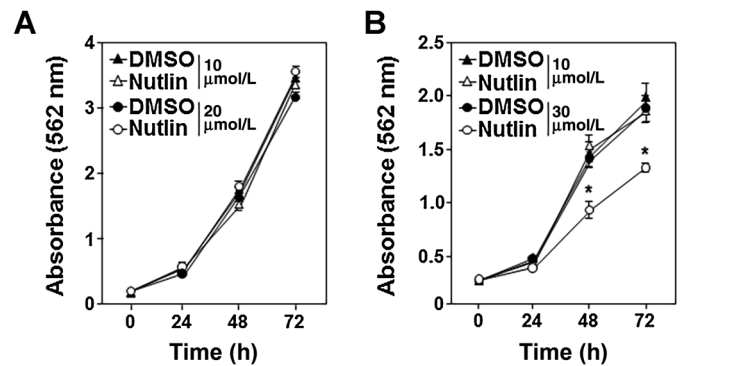 A
Absorbance (562 nm)
4
3
2
1
0
DMSO
Nutlin
10
μmol/L
DMSO
Nutlin
20
μmol/L
0 24 48 72
Time (h)
B
Absorbance (562 nm)
2.5
2.0
1.5
1.0
0.5
0
DMSO
Nutlin
10
μmol/L
DMSO
Nutlin
30
μmol/L
*
*
0 24 48 72
Time (h)